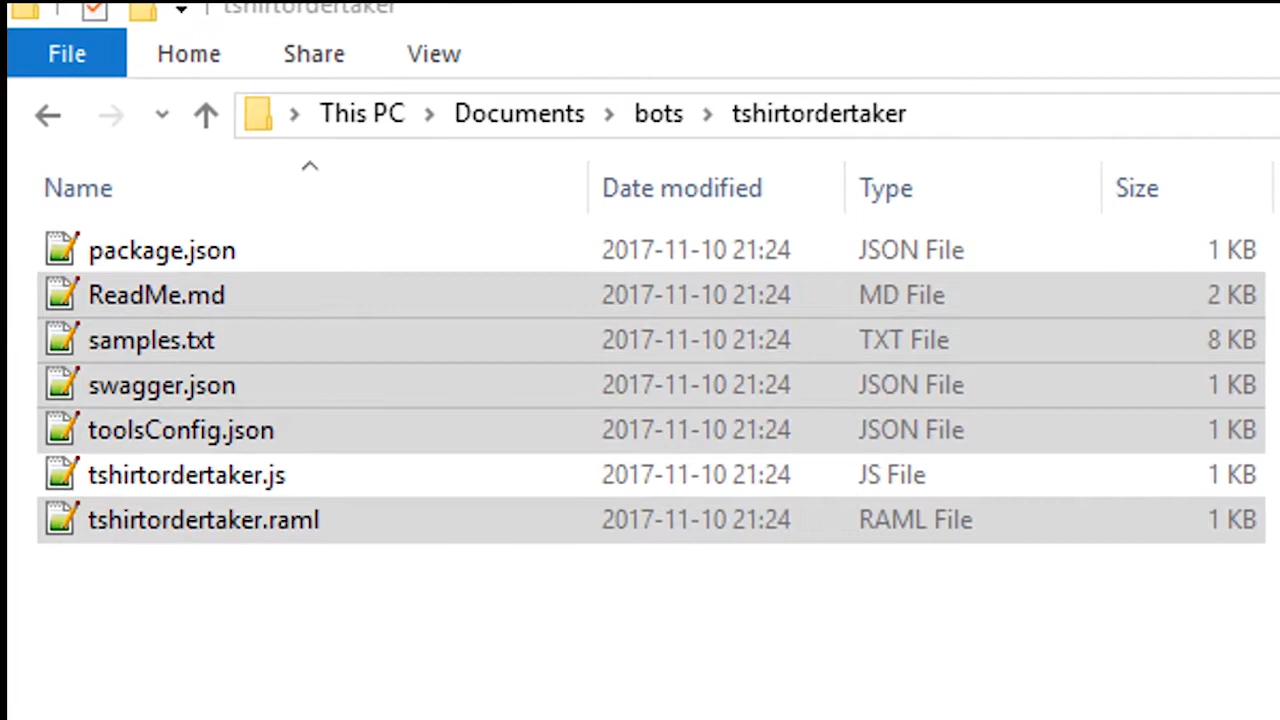 tshirtordertaker
File Home Share View
This PC Documents bots tshirtordertaker
Name Date modified Type Size
package.json 2017-11-10 21:24 JSON File 1 KB
ReadMe.md 2017-11-10 21:24 MD File 2 KB
samples.txt 2017-11-10 21:24 TXT File 8 KB
swagger.json 2017-11-10 21:24 JSON File 1 KB
toolsConfig.json 2017-11-10 21:24 JSON File 1 KB
tshirtordertaker.js 2017-11-10 21:24 JS File 1 KB
tshirtordertaker.raml 2017-11-10 21:24 RAML File 1 KB